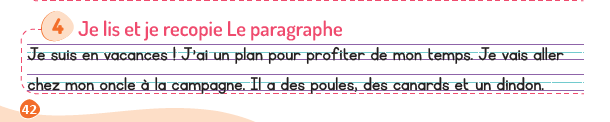 4 Je lis et je recopie Le paragraphe
Je suis en vacances ! J'ai un plan pour profiter de mon temps. Je vais aller
chez mon oncle à la campagne. Il a des poules, des canards et un dindon.
42